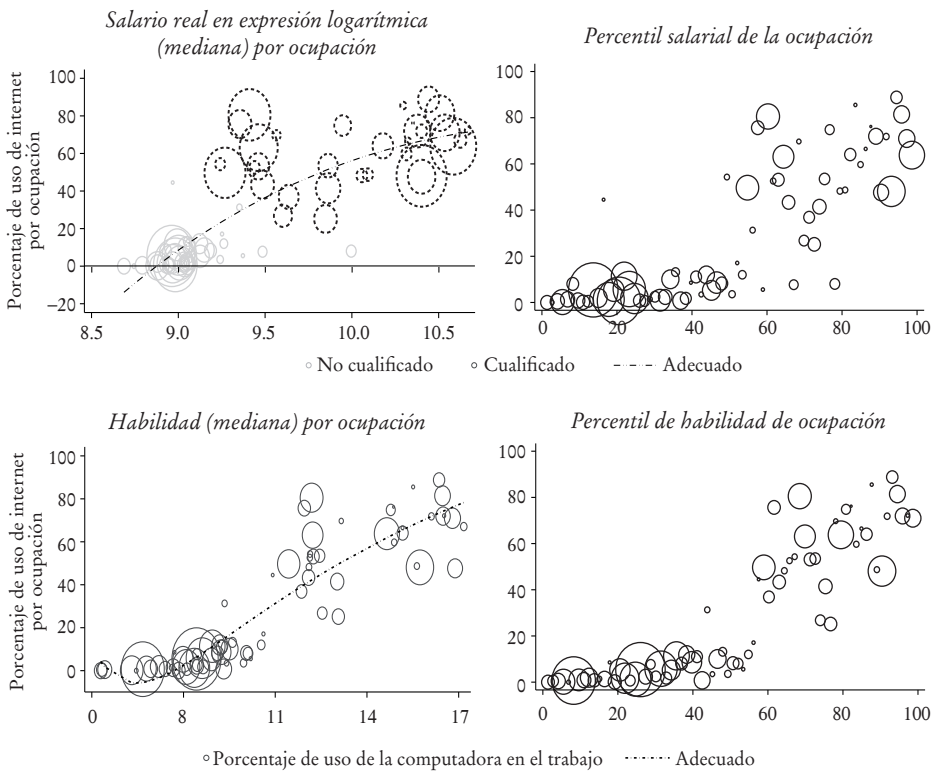 Salario real en expresión logarítmica
(mediana) por ocupación
Percentil salarial de la ocupación
Porcentaje de uso de internet
por ocupación
100
80
60
40
20
0
−20
8.5 9.0 9.5 10.0 10.5
100
80
60
40
20
0
0 20 40 60 80 100
No cualificado Cualificado Adecuado
Habilidad (mediana) por ocupación
Percentil de habilidad de ocupación
Porcentaje de uso de internet
por ocupación
100
80
60
40
20
0
0 8 11 14 17
100
80
60
40
20
0
0 20 40 60 80 100
Porcentaje de uso de la computadora en el trabajo Adecuado